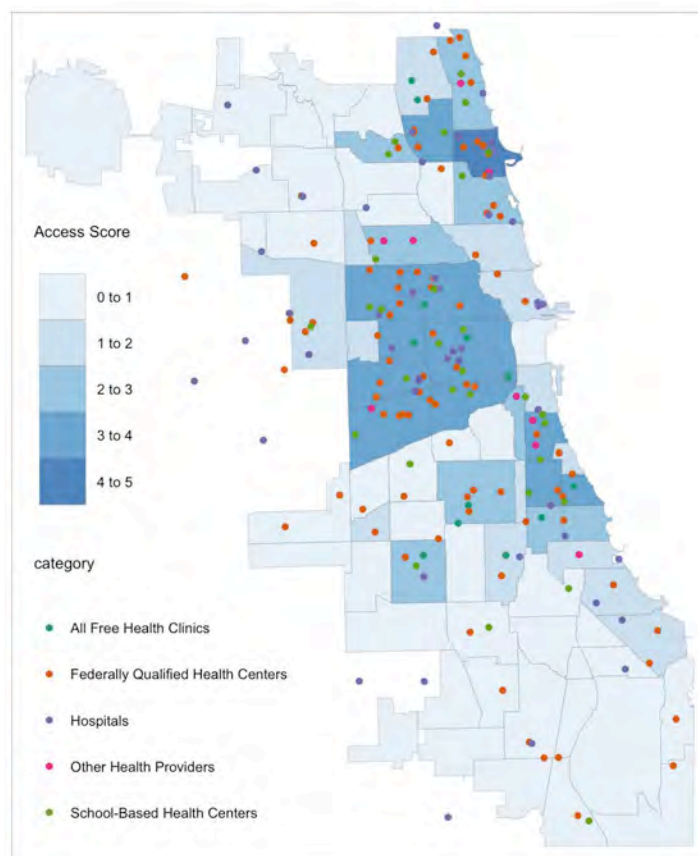 Access Score
0 to 1
1 to 2
2 to 3
3 to 4
4 to 5
category
All Free Health Clinics
Federally Qualified Health Centers
Hospitals
Other Health Providers
School-Based Health Centers